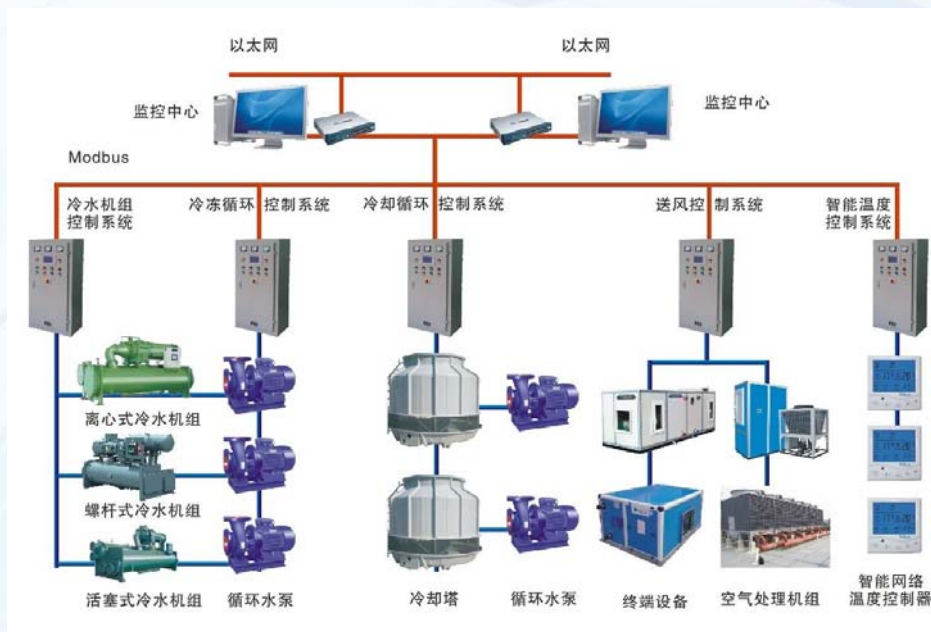 以太网
以太网
监控中心
监控中心
Modbus
冷水机组
控制系统
冷冻循环 控制系统
冷却循环 控制系统
送风控 制系统
智能温度
控制系统
离心式冷水机组
螺杆式冷水机组
活塞式冷水机组
循环水泵
冷却塔
循环水泵
终端设备
空气处理机组
智能网络
温度控制器